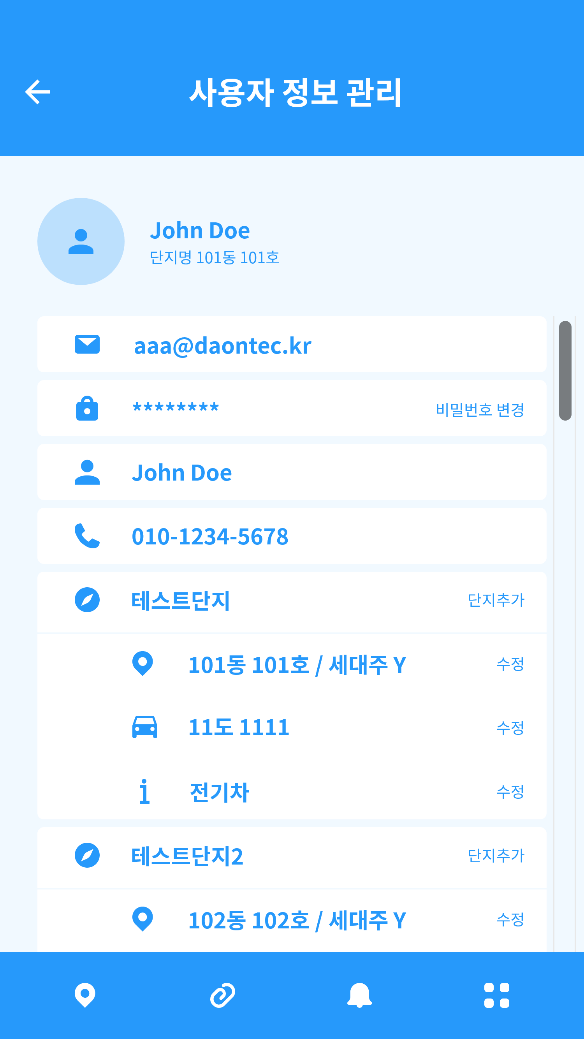 사용자 정보 관리
John Doe
단지명 101동 101호
aaa@daontec.kr
******** 비밀번호 변경
John Doe
010-1234-5678
테스트단지 단지추가
101동 101호 / 세대주 Y 수정
11도 1111 수정
전기차 수정
테스트단지2 단지추가
102동 102호 / 세대주 Y 수정